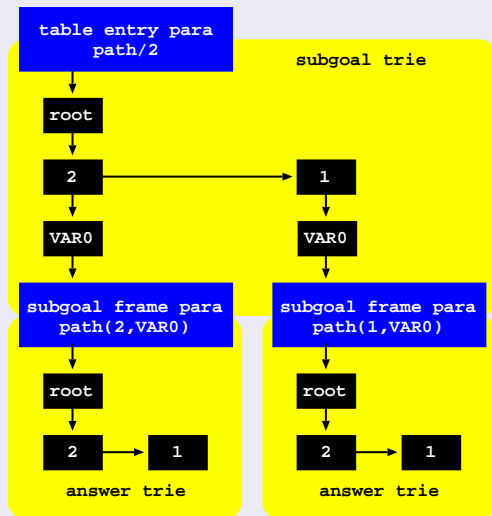 table entry para
path/2
subgoal trie
root
2
1
VAR0
VAR0
subgoal frame para
path(2,VAR0)
subgoal frame para
path(1,VAR0)
root
root
2
1
2
1
answer trie
answer trie